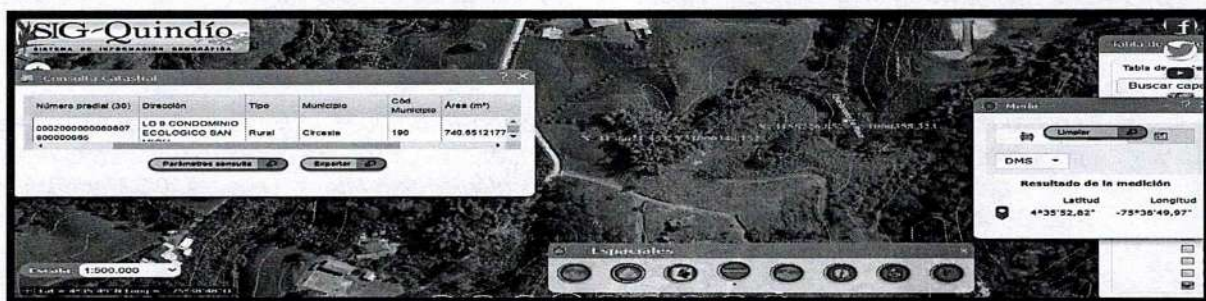 SIG-Quindío
SISTEMA DE INFORMACIÓN GEOGRÁFICA
Consulta Catastral
Número predial (30) Dirección Tipo Municipio Cód Municipio Área (m²)
LO 9 CONDOMINIO ECOLOGICO SAN Rural Circasia 190 740.6512177
Parámetros consulta Exportar
Tabla de
Buscar capa
Limpiar
DMS
Resultado de la medición
Latitud Longitud
4°35'52,82" -75°38'49,97"
Espaciales
Escala: 1:500.000